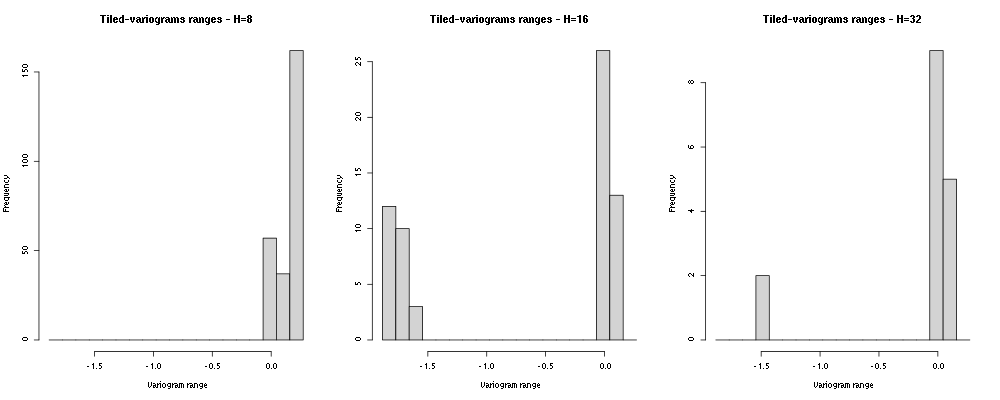 Tiled-variograms ranges - H=8
Frequency
150
100
50
0
-1.5 -1.0 -0.5 0.0
Variogram range
Tiled-variograms ranges - H=16
Frequency
25
20
15
10
5
0
-1.5 -1.0 -0.5 0.0
Variogram range
Tiled-variograms ranges - H=32
Frequency
8
6
4
2
0
-1.5 -1.0 -0.5 0.0
Variogram range